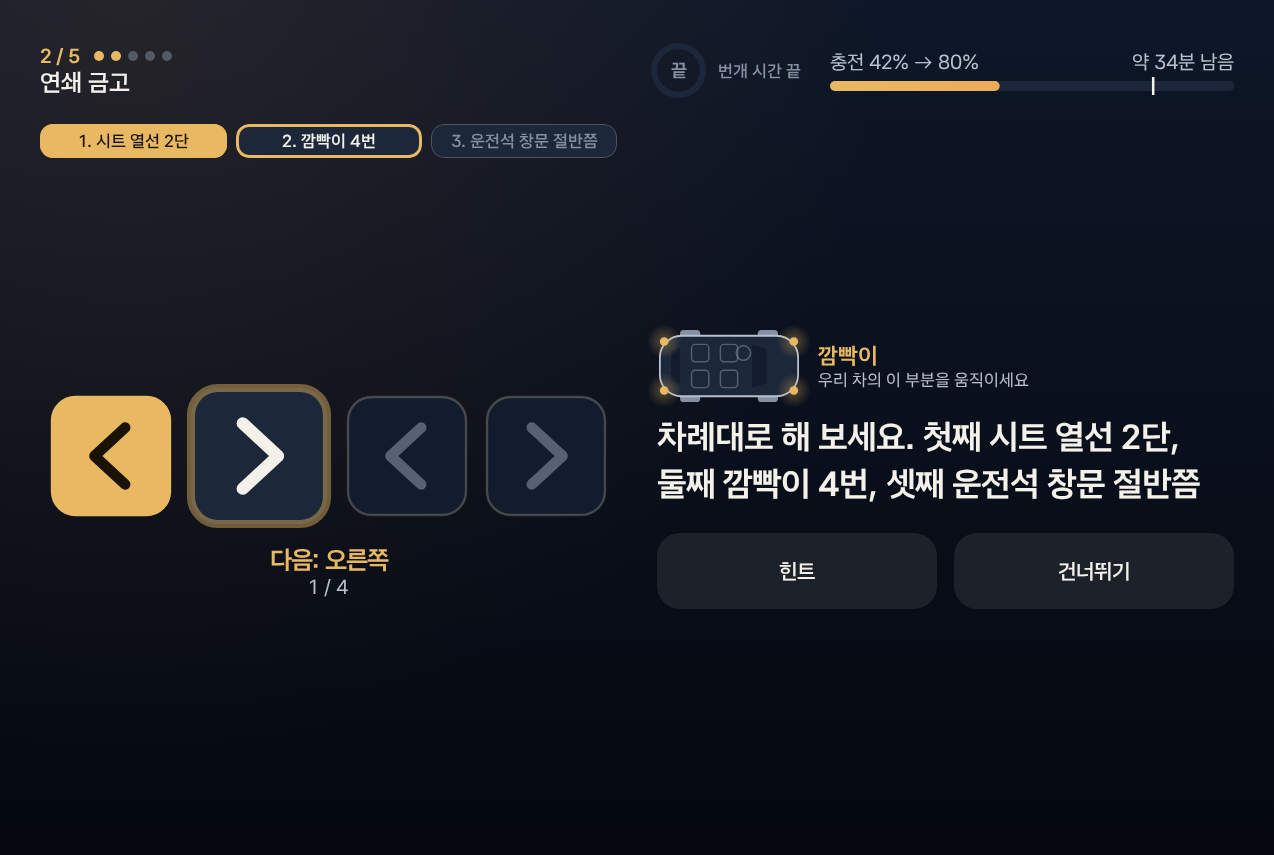 2 / 5
연쇄 금고
끝
번개 시간 끝
충전 42% → 80%
약 34분 남음
1. 시트 열선 2단
2. 깜빡이 4번
3. 운전석 창문 절반쯤
깜빡이
우리 차의 이 부분을 움직이세요
차례대로 해 보세요. 첫째 시트 열선 2단,
둘째 깜빡이 4번, 셋째 운전석 창문 절반쯤
다음: 오른쪽
1 / 4
힌트
건너뛰기